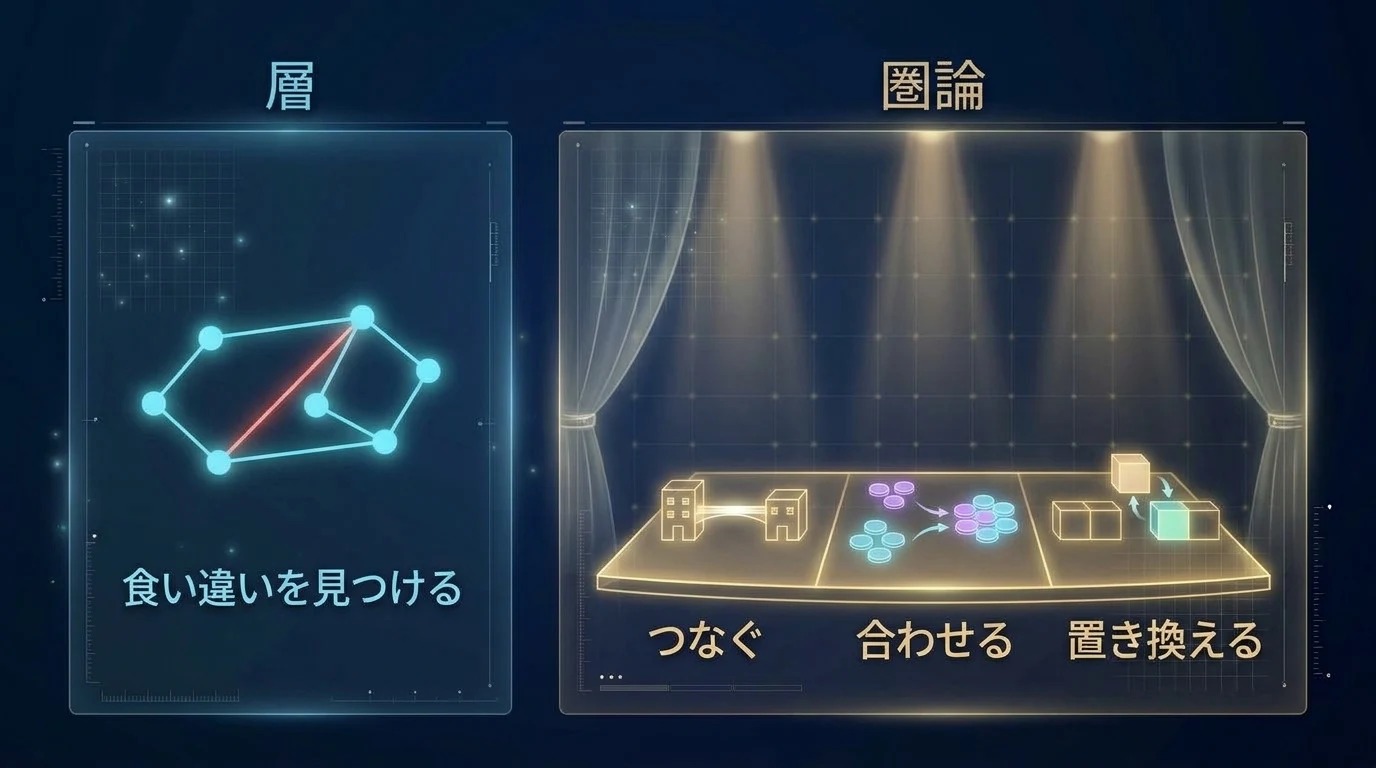 層
圏論
食い違いを見つける
つなぐ
合わせる
置き換える